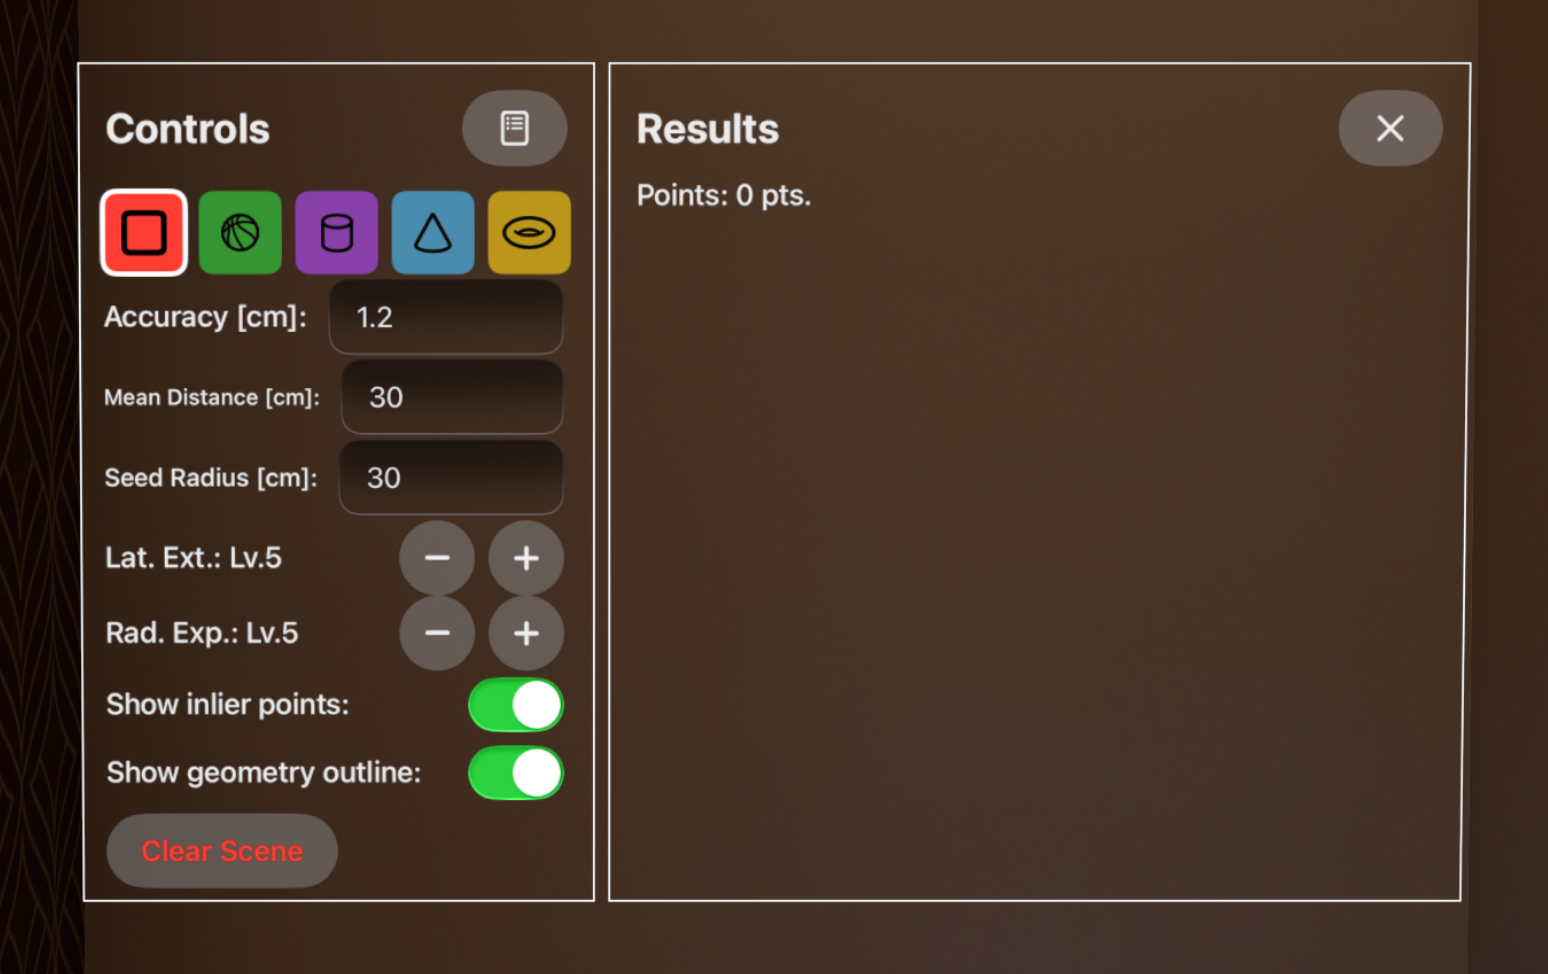 Controls
Accuracy [cm]: 1.2
Mean Distance [cm]: 30
Seed Radius [cm]: 30
Lat. Ext.: Lv.5
Rad. Exp.: Lv.5
Show inlier points:
Show geometry outline:
Clear Scene
Results
Points: 0 pts.